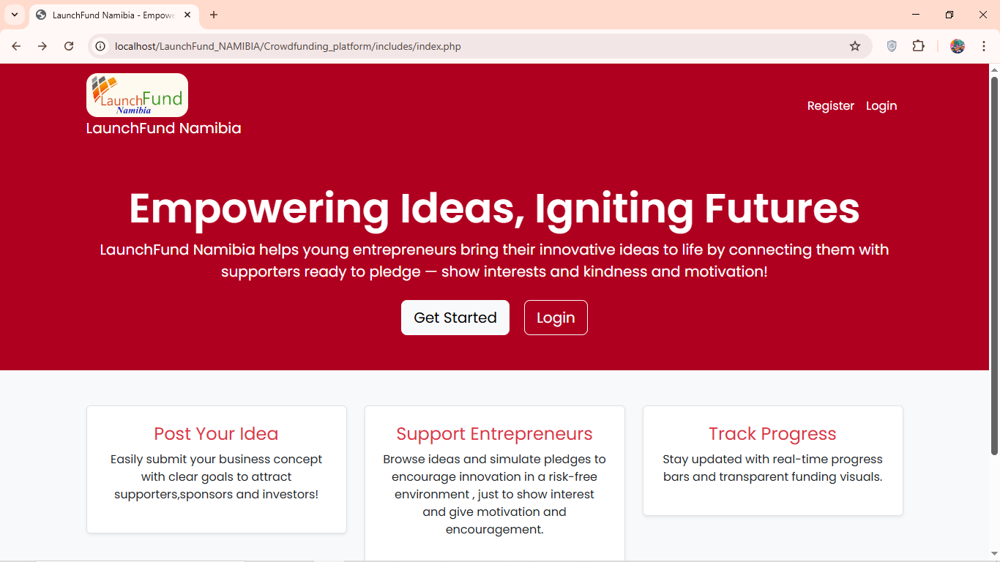 LaunchFund Namibia - Empowe
localhost/LaunchFund_NAMIBIA/Crowdfunding_platform/includes/index.php
LaunchFund
Namibia
LaunchFund Namibia
Register
Login
Empowering Ideas, Igniting Futures
LaunchFund Namibia helps young entrepreneurs bring their innovative ideas to life by connecting them with
supporters ready to pledge — show interests and kindness and motivation!
Get Started
Login
Post Your Idea
Easily submit your business concept
with clear goals to attract
supporters,sponsors and investors!
Support Entrepreneurs
Browse ideas and simulate pledges to
encourage innovation in a risk-free
environment , just to show interest
and give motivation and
encouragement.
Track Progress
Stay updated with real-time progress
bars and transparent funding visuals.